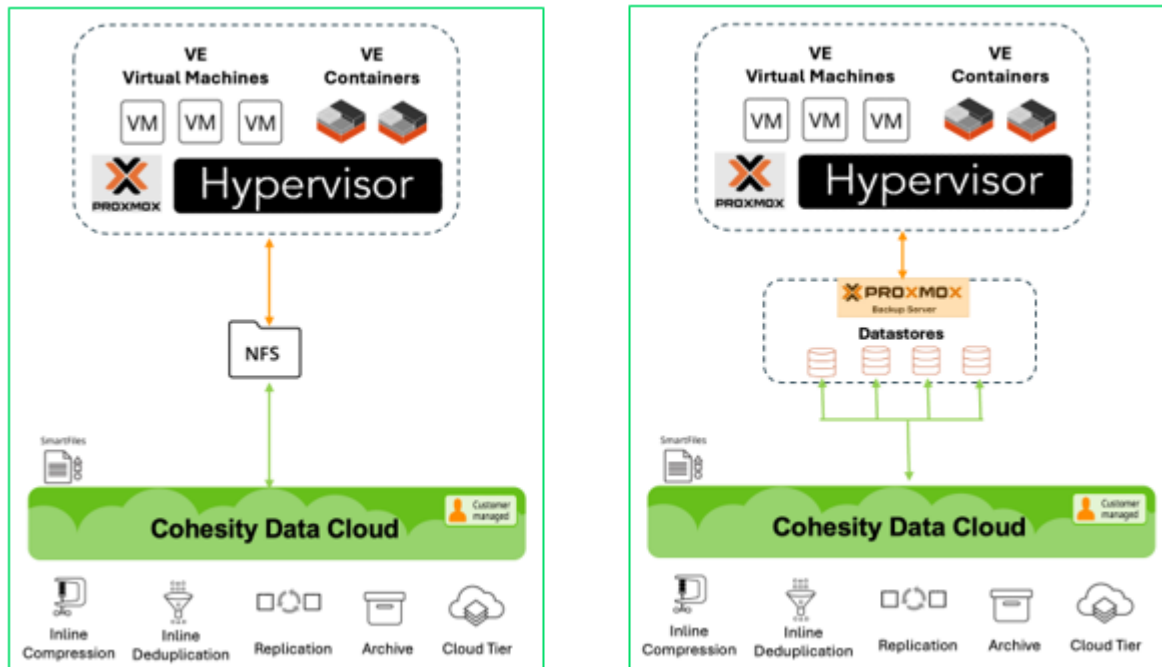 VE
Virtual Machines
VE
Containers
VM
VM
VM
PROXMOX
Hypervisor
NFS
SmartFiles
Cohesity Data Cloud
Customer
managed
Inline
Compression
Inline
Deduplication
Replication
Archive
Cloud Tier
VE
Virtual Machines
VE
Containers
VM
VM
VM
PROXMOX
Hypervisor
PROXMOX
Backup Server
Datastores
SmartFiles
Cohesity Data Cloud
Customer
managed
Inline
Compression
Inline
Deduplication
Replication
Archive
Cloud Tier